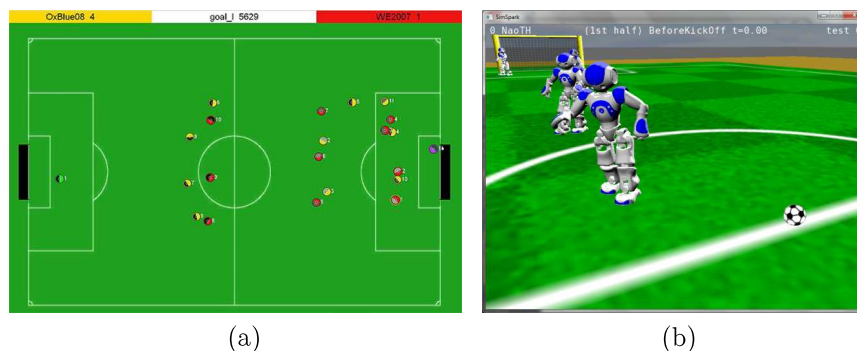 OxBlue08 4 goal_l 5629 WE2007 1
SimSpark
0 NaoTH (1st half) BeforeKickOff t=0.00 test
(a) (b)